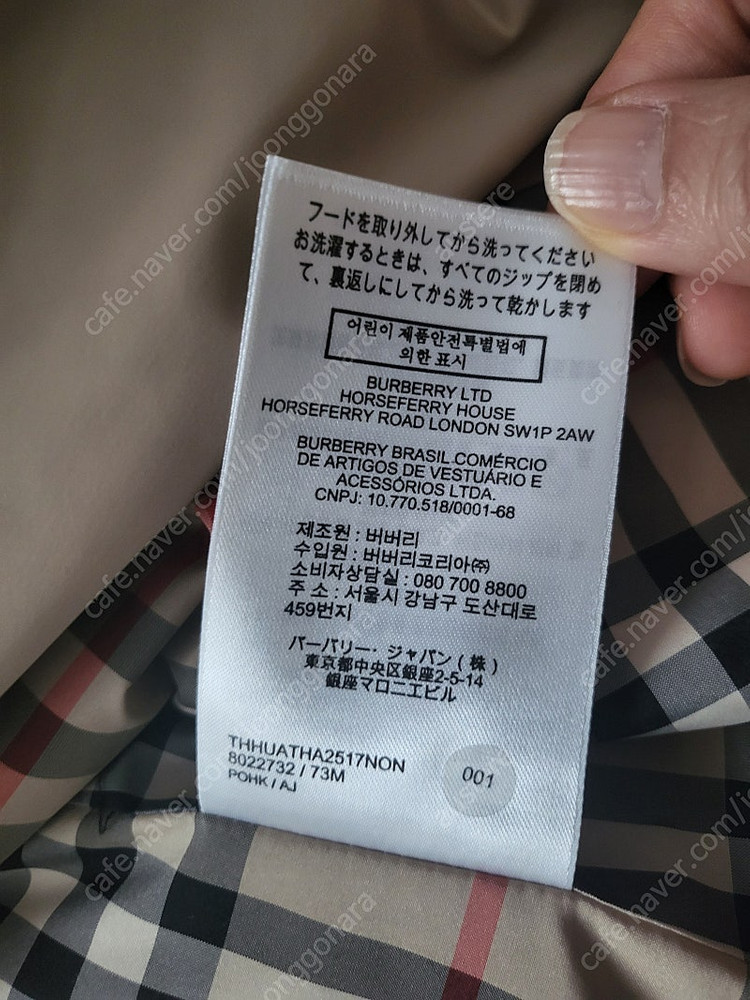 フードを取り外してから洗ってください
お洗濯するときは、すべてのジップを閉め
て、裏返しにしてから洗って乾かします
어린이 제품안전특별법에
의한 표시
BURBERRY LTD
HORSEFERRY HOUSE
HORSEFERRY ROAD LONDON SW1P 2AW
BURBERRY BRASIL COMÉRCIO
DE ARTIGOS DE VESTUÁRIO E
ACESSÓRIOS LTDA.
CNPJ: 10.770.518/0001-68
제조원 : 버버리
수입원 : 버버리코리아㈜
소비자상담실 : 080 700 8800
주 소 : 서울시 강남구 도산대로
459번지
バーバリー・ジャパン(株)
東京都中央区銀座2-5-14
銀座マロニエビル
THHUATHA2517NON
8022732 / 73M
POHK / AJ
001
cafe.naver.com/joonggonara
austere